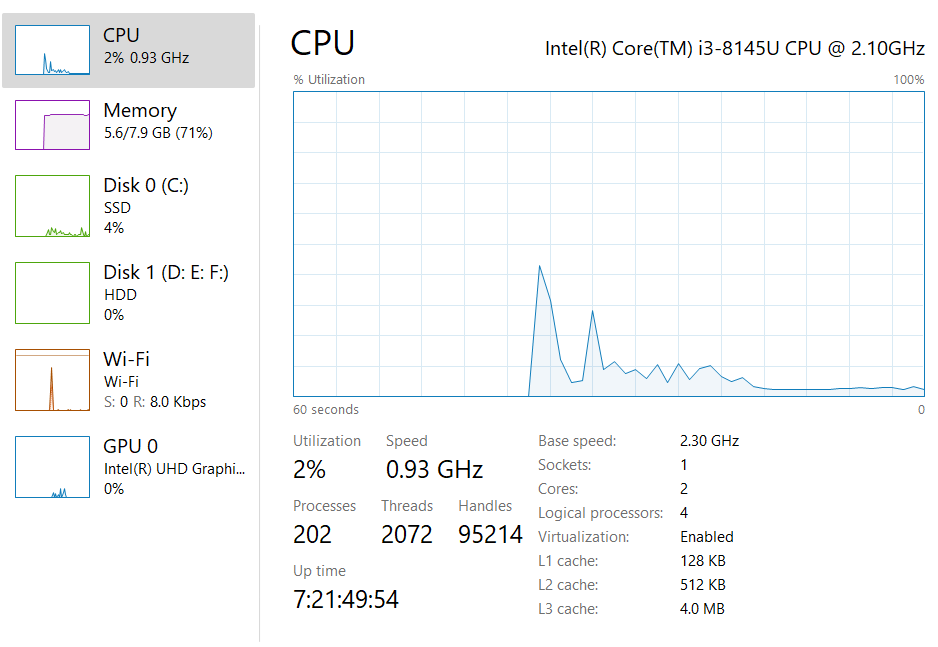 CPU
2% 0.93 GHz
Memory
5.6/7.9 GB (71%)
Disk 0 (C:)
SSD
4%
Disk 1 (D: E: F:)
HDD
0%
Wi-Fi
Wi-Fi
S: 0 R: 8.0 Kbps
GPU 0
Intel(R) UHD Graphi...
0%
CPU
Intel(R) Core(TM) i3-8145U CPU @ 2.10GHz
% Utilization 100%
60 seconds 0
Utilization Speed
2% 0.93 GHz
Processes Threads Handles
202 2072 95214
Up time
7:21:49:54
Base speed: 2.30 GHz
Sockets: 1
Cores: 2
Logical processors: 4
Virtualization: Enabled
L1 cache: 128 KB
L2 cache: 512 KB
L3 cache: 4.0 MB